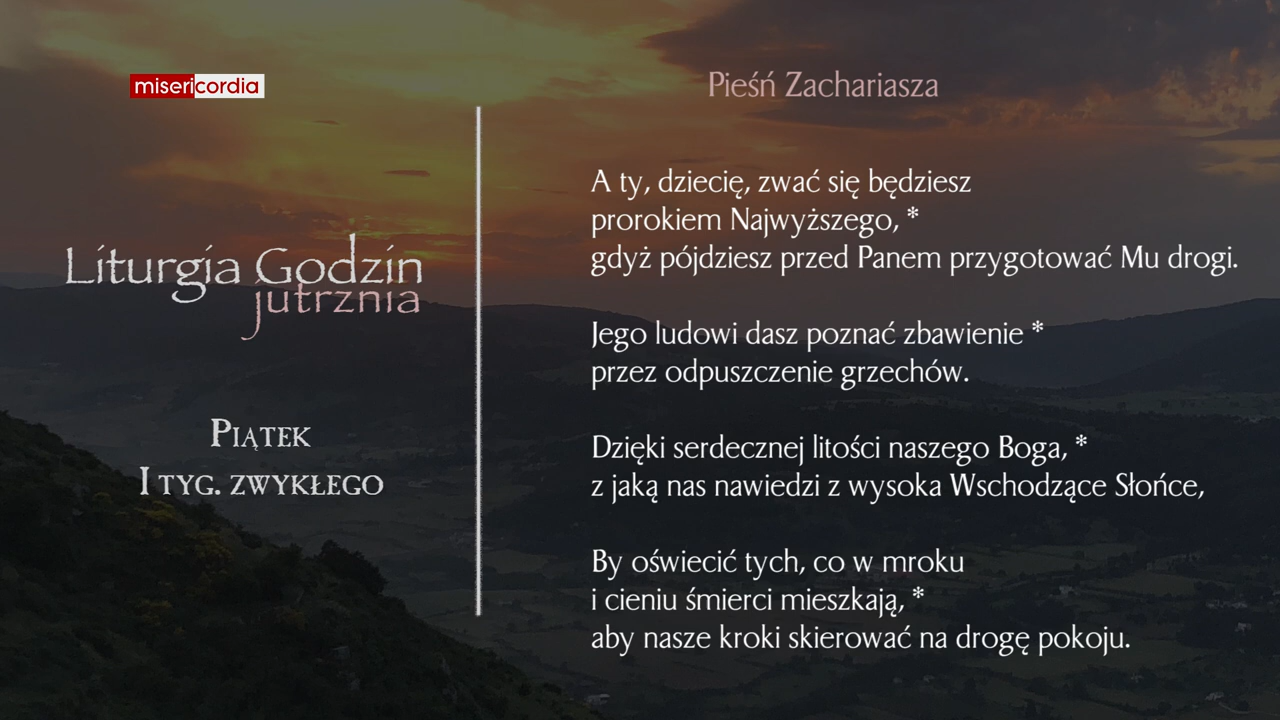 misericordia
Liturgia Godzin
jutrznia
Piątek
I tyg. zwykłego
Pieśń Zachariasza
A ty, dziecię, zwać się będziesz
prorokiem Najwyższego, *
gdyż pójdziesz przed Panem przygotować Mu drogi.
Jego ludowi dasz poznać zbawienie *
przez odpuszczenie grzechów.
Dzięki serdecznej litości naszego Boga, *
z jaką nas nawiedzi z wysoka Wschodzące Słońce,
By oświecić tych, co w mroku
i cieniu śmierci mieszkają, *
aby nasze kroki skierować na drogę pokoju.